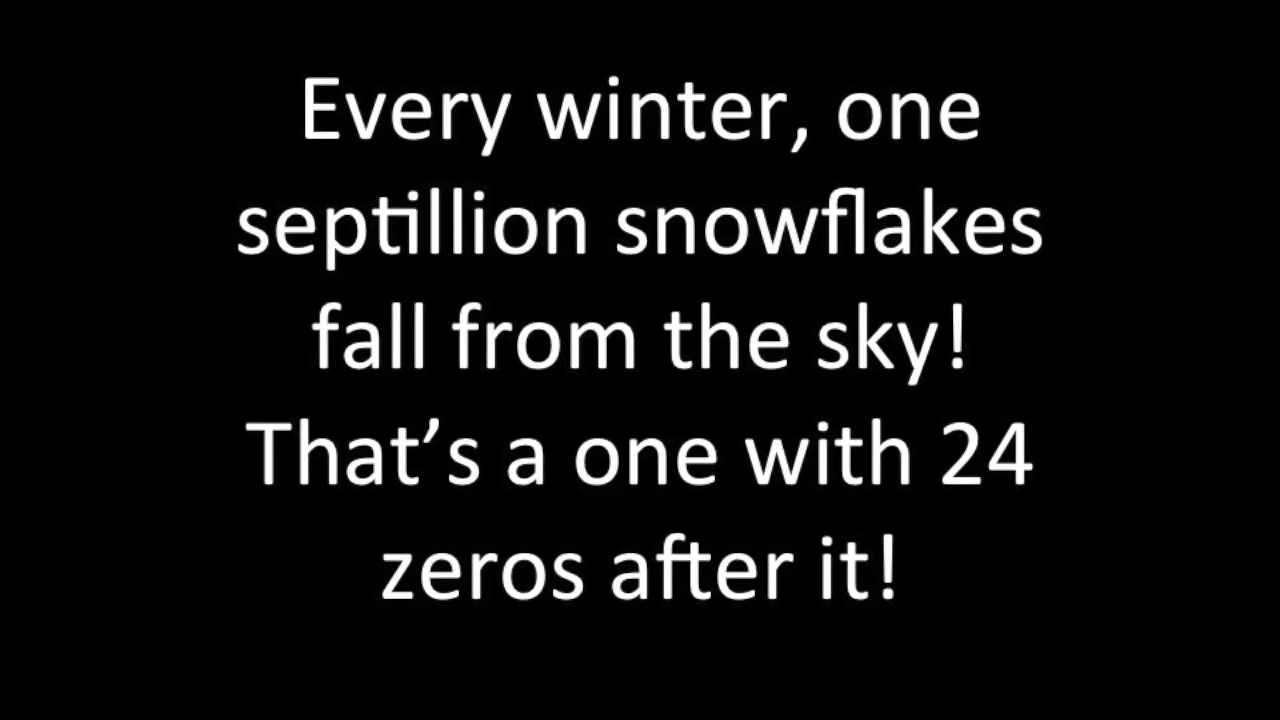 Every winter, one
septillion snowflakes
fall from the sky!
That’s a one with 24
zeros after it!